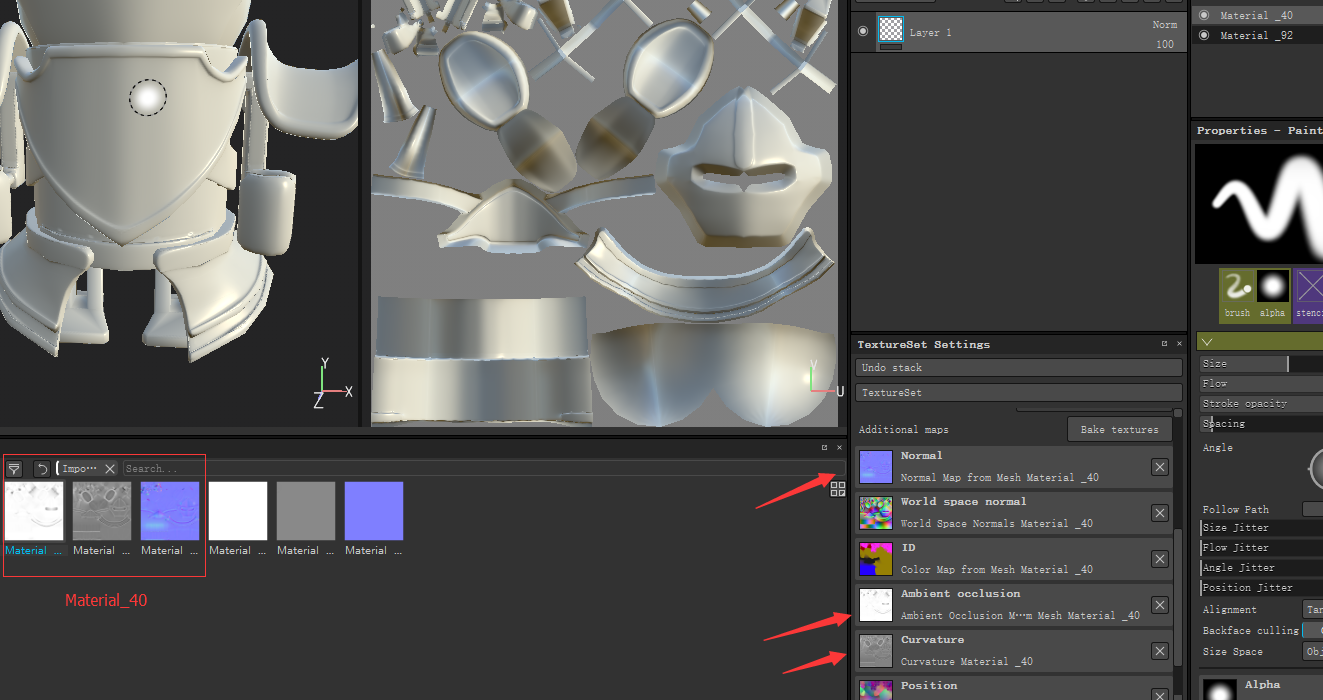 Layer 1
Norm
100
Material _40
Material _92
Properties - Paint
brush
alpha
Size
Flow
Stroke opacity
Spacing
Angle
Follow Path
Size Jitter
Flow Jitter
Angle Jitter
Position Jitter
Alignment
Backface culling
Size Space
Alpha
Y
X
Z
U
TextureSet Settings
Undo stack
TextureSet
Additional maps
Bake textures
Normal
Normal Map from Mesh Material _40
World space normal
World Space Normals Material _40
ID
Color Map from Mesh Material _40
Ambient occlusion
Ambient Occlusion M···m Mesh Material _40
Curvature
Curvature Material _40
Position
Impo···
Search...
Material ...
Material ...
Material ...
Material ...
Material ...
Material ...
Material_40